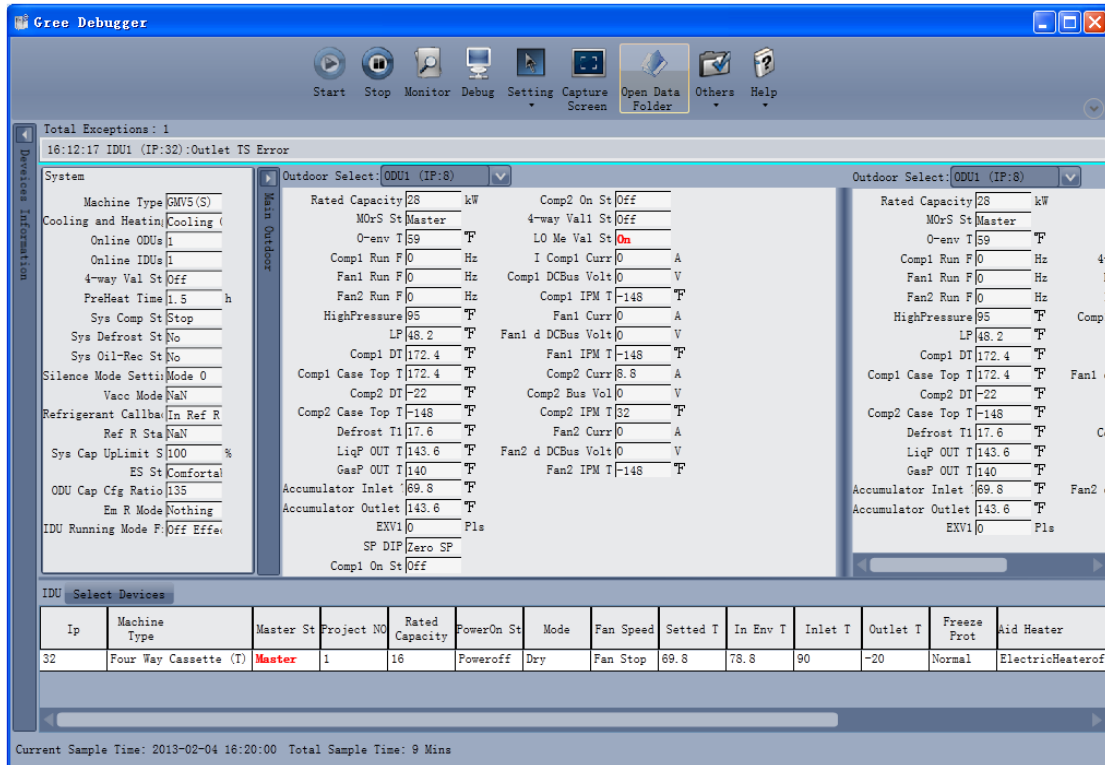 Gree Debugger
Start Stop Monitor Debug Setting Capture Screen Open Data Folder Others Help
Total Exceptions: 1
16:12:17 IDU1 (IP:32):Outlet TS Error
Deveices Information
System
Machine Type GMV5(S)
Cooling and Heating Cooling
Online ODUs 1
Online IDUs 1
4-way Val St Off
PreHeat Time 1.5 h
Sys Comp St Stop
Sys Defrost St No
Sys Oil-Rec St No
Silence Mode Setti Mode 0
Vacc Mode NaN
Refrigerant Callba In Ref R
Ref R Sta NaN
Sys Cap UpLimit S 100 %
ES St Comforta
ODU Cap Cfg Ratio 135
Em R Mode Nothing
IDU Running Mode F: Off Effe
Main Outdoor
Outdoor Select: ODU1 (IP:8)
Rated Capacity 28 kW
MOrS St Master
O-env T 59 ℉
Comp1 Run F 0 Hz
Fan1 Run F 0 Hz
Fan2 Run F 0 Hz
HighPressure 95 ℉
LP 48.2 ℉
Comp1 DT 172.4 ℉
Comp1 Case Top T 172.4 ℉
Comp2 DT -22 ℉
Comp2 Case Top T -148 ℉
Defrost T1 17.6 ℉
LiqP OUT T 143.6 ℉
GasP OUT T 140 ℉
Accumulator Inlet 69.8 ℉
Accumulator Outlet 143.6 ℉
EXV1 0 Pls
SP DIP Zero SP
Comp1 On St Off
Comp2 On St Off
4-way Val1 St Off
LO Me Val St On
I Comp1 Curr 0 A
Comp1 DCBus Volt 0 V
Comp1 IPM T -148 ℉
Fan1 Curr 0 A
Fan1 d DCBus Volt 0 V
Fan1 IPM T -148 ℉
Comp2 Curr 8.8 A
Comp2 Bus Vol 0 V
Comp2 IPM T 32 ℉
Fan2 Curr 0 A
Fan2 d DCBus Volt 0 V
Fan2 IPM T -148 ℉
Outdoor Select: ODU1 (IP:8)
Rated Capacity 28 kW
MOrS St Master
O-env T 59 ℉
Comp1 Run F 0 Hz 4
Fan1 Run F 0 Hz
Fan2 Run F 0 Hz
HighPressure 95 ℉ Comp
LP 48.2 ℉
Comp1 DT 172.4 ℉
Comp1 Case Top T 172.4 ℉ Fan1
Comp2 DT -22 ℉
Comp2 Case Top T -148 ℉
Defrost T1 17.6 ℉
LiqP OUT T 143.6 ℉
GasP OUT T 140 ℉
Accumulator Inlet 69.8 ℉ Fan2
Accumulator Outlet 143.6 ℉
EXV1 0 Pls
IDU Select Devices
Ip Machine Type Master St Project NO Rated Capacity PowerOn St Mode Fan Speed Setted T In Env T Inlet T Outlet T Freeze Prot Aid Heater
32 Four Way Cassette (T) Master 1 16 Poweroff Dry Fan Stop 69.8 78.8 90 -20 Normal ElectricHeaterof
Current Sample Time: 2013-02-04 16:20:00 Total Sample Time: 9 Mins